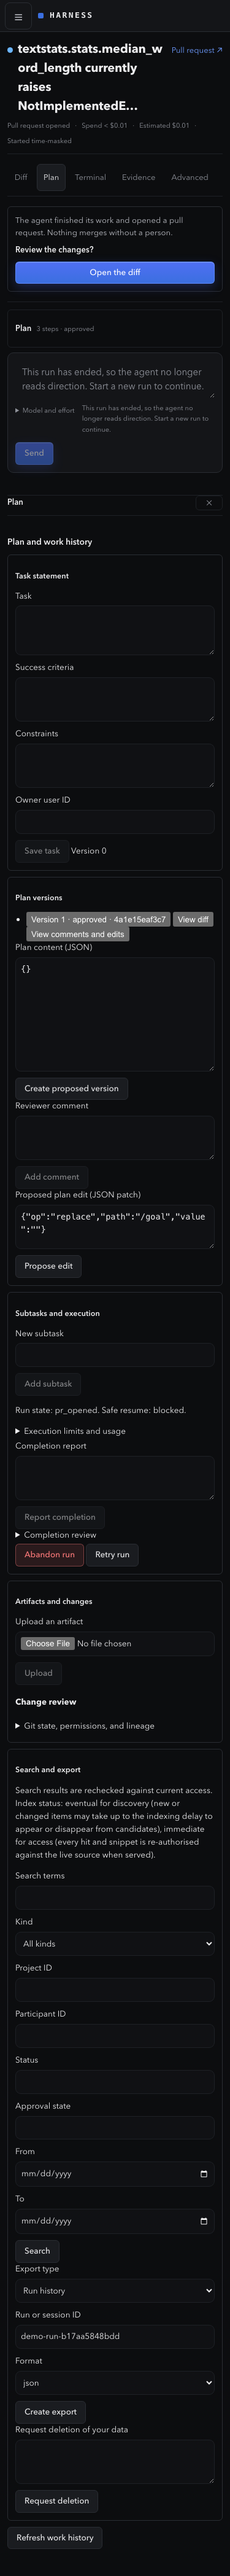 HARNESS
textstats.stats.median_w
ord_length currently
raises
NotImplementedE...
Pull request ↗
Pull request opened · Spend < $0.01 · Estimated $0.01 ·
Started time-masked
Diff Plan Terminal Evidence Advanced
The agent finished its work and opened a pull
request. Nothing merges without a person.
Review the changes?
Open the diff
Plan 3 steps · approved
This run has ended, so the agent no longer
reads direction. Start a new run to continue.
Model and effort
This run has ended, so the agent no
longer reads direction. Start a new run to
continue.
Send
Plan
Plan and work history
Task statement
Task
Success criteria
Constraints
Owner user ID
Save task Version 0
Plan versions
Version 1 · approved · 4a1e15eaf3c7 View diff
View comments and edits
Plan content (JSON)
{}
Create proposed version
Reviewer comment
Add comment
Proposed plan edit (JSON patch)
{"op":"replace","path":"/goal","value
":""}
Propose edit
Subtasks and execution
New subtask
Add subtask
Run state: pr_opened. Safe resume: blocked.
Execution limits and usage
Completion report
Report completion
Completion review
Abandon run Retry run
Artifacts and changes
Upload an artifact
Choose File No file chosen
Upload
Change review
Git state, permissions, and lineage
Search and export
Search results are rechecked against current access.
Index status: eventual for discovery (new or
changed items may take up to the indexing delay to
appear or disappear from candidates), immediate
for access (every hit and snippet is re-authorised
against the live source when served).
Search terms
Kind
All kinds
Project ID
Participant ID
Status
Approval state
From
mm/dd/yyyy
To
mm/dd/yyyy
Search
Export type
Run history
Run or session ID
demo-run-b17aa5848bdd
Format
json
Create export
Request deletion of your data
Request deletion
Refresh work history